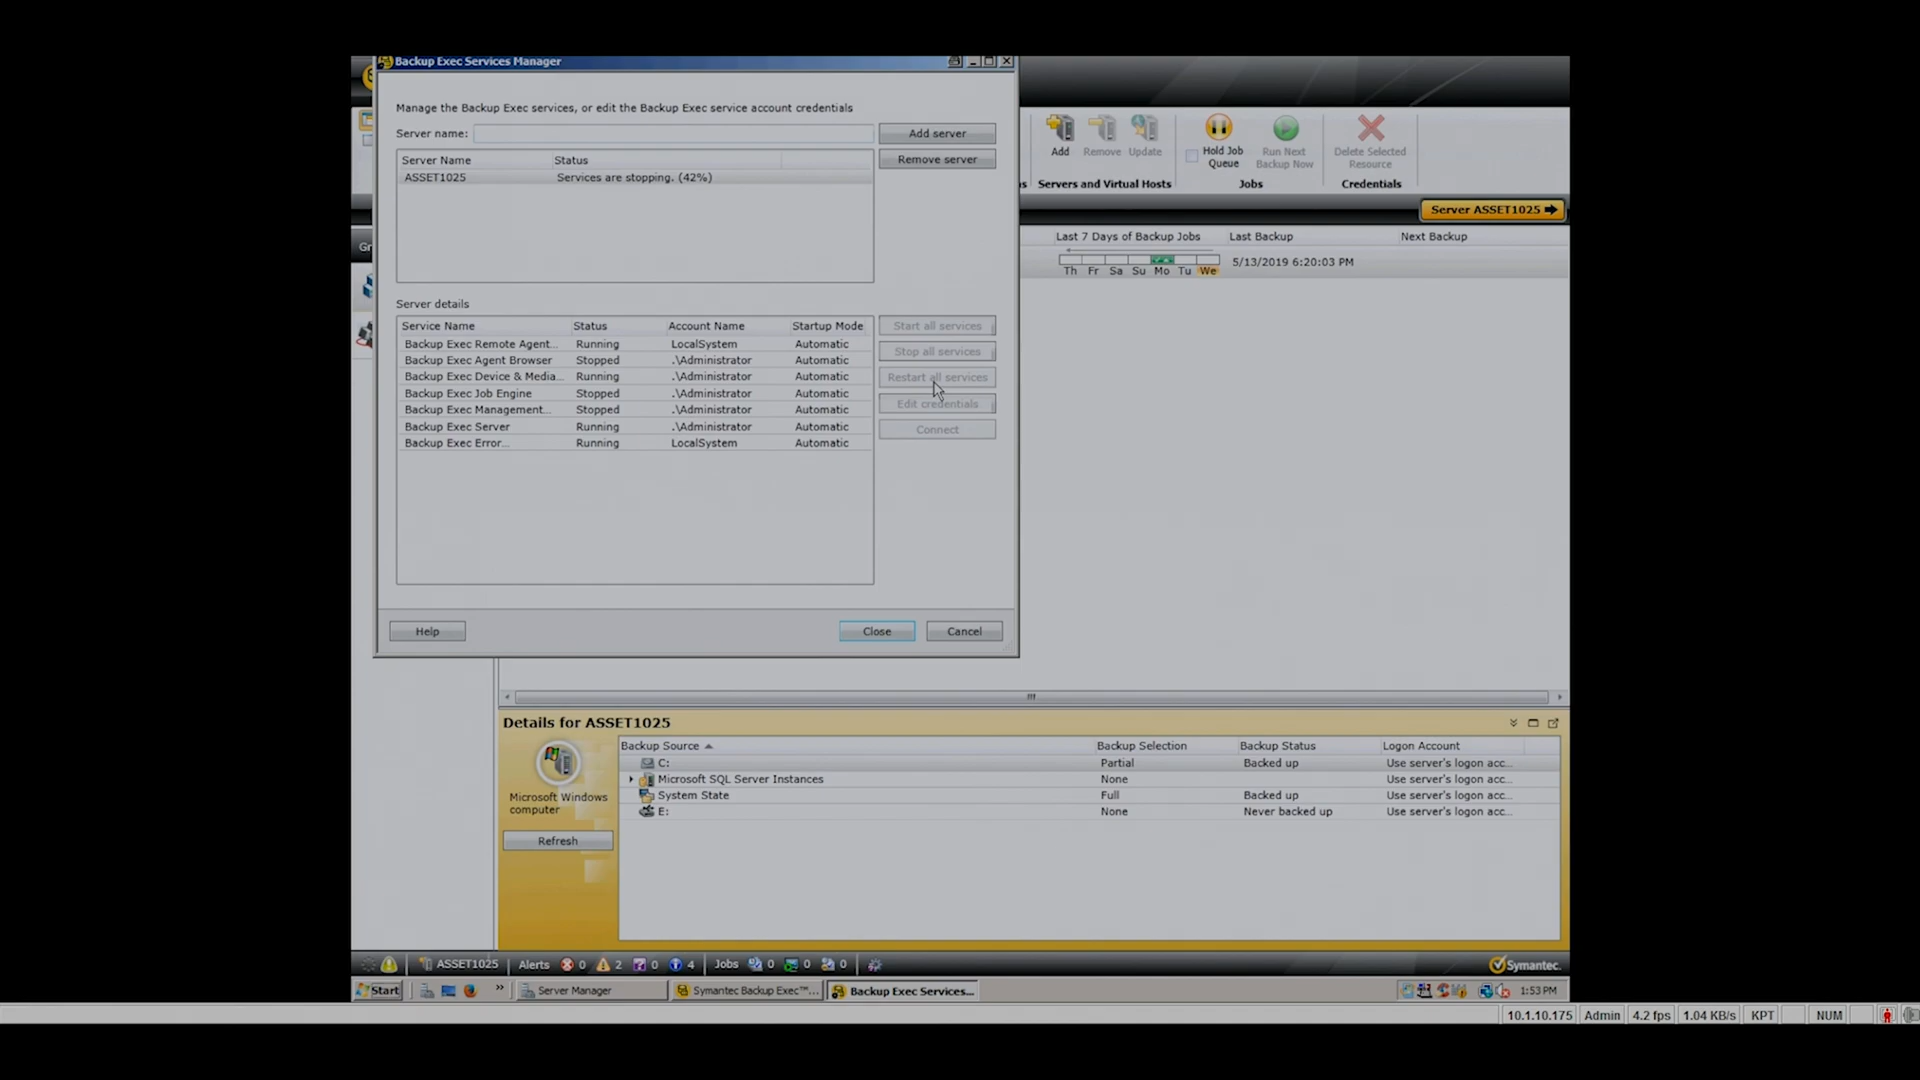 Backup Exec Services Manager
Manage the Backup Exec services, or edit the Backup Exec service account credentials
Server name:
Add server
Server Name Status
Remove server
ASSET1025 Services are stopping. (42%)
Server details
Service Name Status Account Name Startup Mode
Backup Exec Remote Agent... Running LocalSystem Automatic
Backup Exec Agent Browser Stopped .\Administrator Automatic
Backup Exec Device & Media... Running .\Administrator Automatic
Backup Exec Job Engine Stopped .\Administrator Automatic
Backup Exec Management... Stopped .\Administrator Automatic
Backup Exec Server Running .\Administrator Automatic
Backup Exec Error... Running LocalSystem Automatic
Start all services
Stop all services
Restart all services
Edit credentials
Connect
Help
Close
Cancel
Add
Remove
Update
Servers and Virtual Hosts
Hold Job
Queue
Run Next
Backup Now
Jobs
Delete Selected
Resource
Credentials
Server ASSET1025
Gr
Last 7 Days of Backup Jobs Last Backup Next Backup
Th Fr Sa Su Mo Tu We
5/13/2019 6:20:03 PM
Details for ASSET1025
Microsoft Windows
computer
Refresh
Backup Source Backup Selection Backup Status Logon Account
C: Partial Backed up Use server's logon acc...
Microsoft SQL Server Instances None Use server's logon acc...
System State Full Backed up Use server's logon acc...
E: None Never backed up Use server's logon acc...
ASSET1025 Alerts 0 2 0 4 Jobs 0 0 0
Symantec.
Start
Server Manager
Symantec Backup Exec™...
Backup Exec Services...
1:53 PM
10.1.10.175 Admin 4.2 fps 1.04 KB/s KPT NUM